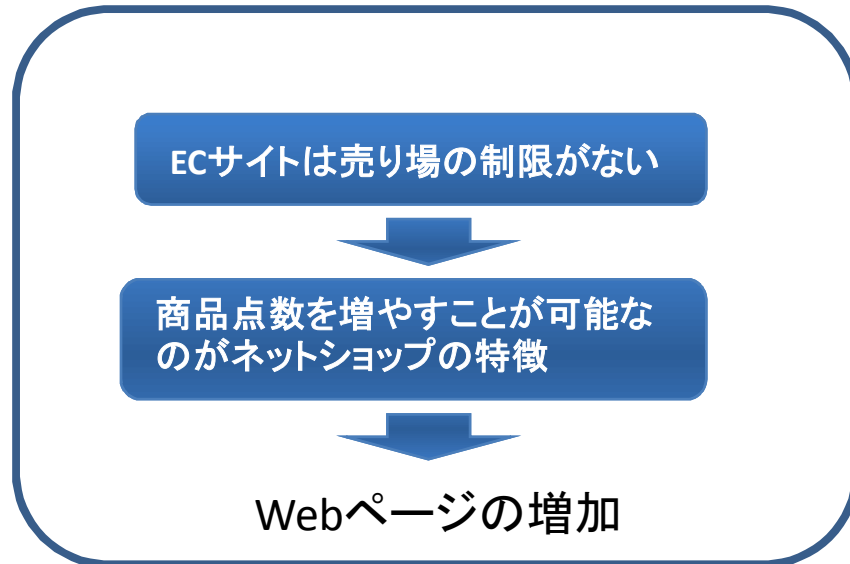 ECサイトは売り場の制限がない
商品点数を増やすことが可能な
のがネットショップの特徴
Webページの増加